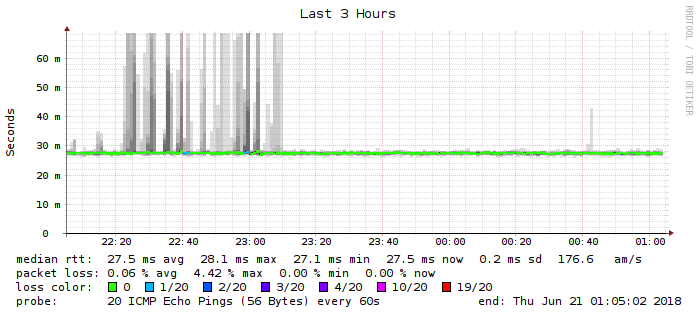 Last 3 Hours
RRDTOOL / TOBI OETIKER
Seconds
60 m
50 m
40 m
30 m
20 m
10 m
0
22:20 22:40 23:00 23:20 23:40 00:00 00:20 00:40 01:00
median rtt: 27.5 ms avg 28.1 ms max 27.1 ms min 27.5 ms now 0.2 ms sd 176.6 am/s
packet loss: 0.06 % avg 4.42 % max 0.00 % min 0.00 % now
loss color: 0 1/20 2/20 3/20 4/20 10/20 19/20
probe: 20 ICMP Echo Pings (56 Bytes) every 60s end: Thu Jun 21 01:05:02 2018